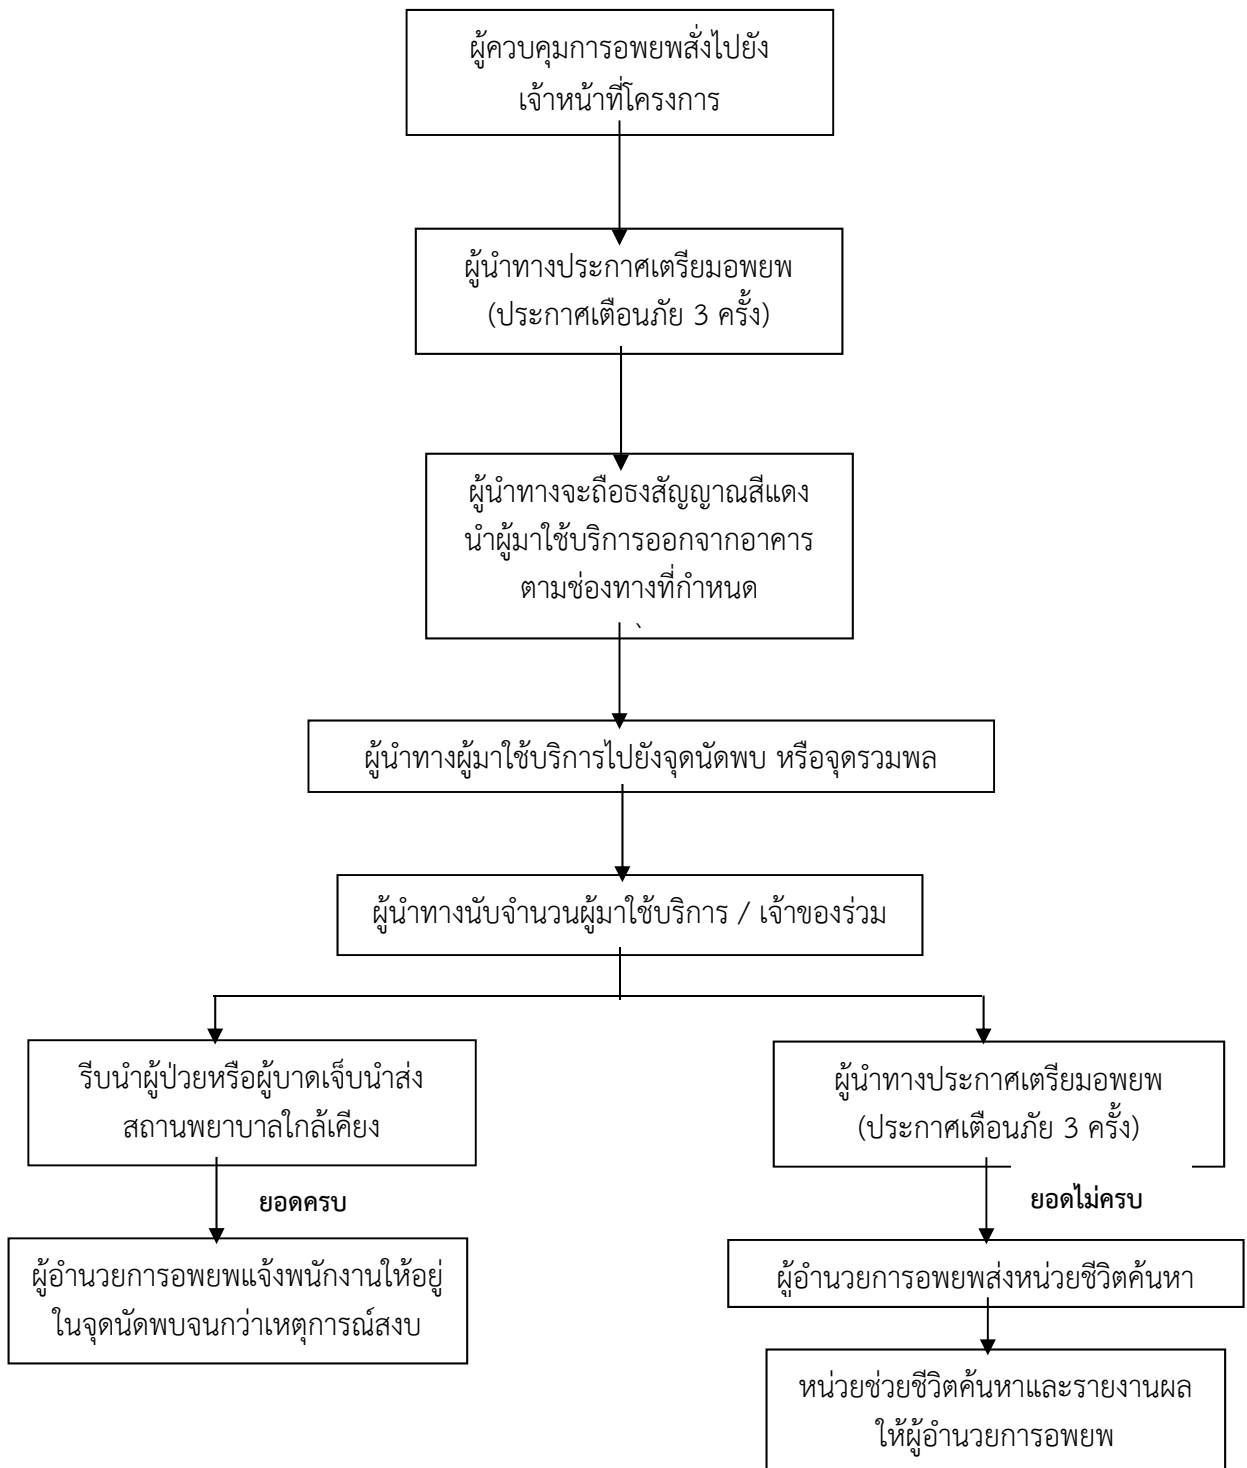 ผู้ควบคุมการอพยพสั่งไปยัง
เจ้าหน้าที่โครงการ
ผู้นำทางประกาศเตรียมอพยพ
(ประกาศเตือนภัย 3 ครั้ง)
ผู้นำทางจะถือธงสัญญาณสีแดง
นำผู้มาใช้บริการออกจากอาคาร
ตามช่องทางที่กำหนด
ผู้นำทางผู้มาใช้บริการไปยังจุดนัดพบ หรือจุดรวมพล
ผู้นำทางนับจำนวนผู้มาใช้บริการ / เจ้าของร่วม
รีบนำผู้ป่วยหรือผู้บาดเจ็บนำส่ง
สถานพยาบาลใกล้เคียง
ยอดครบ
ผู้อำนวยการอพยพแจ้งพนักงานให้อยู่
ในจุดนัดพบจนกว่าเหตุการณ์สงบ
ผู้นำทางประกาศเตรียมอพยพ
(ประกาศเตือนภัย 3 ครั้ง)
ยอดไม่ครบ
ผู้อำนวยการอพยพส่งหน่วยชีวิตค้นหา
หน่วยช่วยชีวิตค้นหาและรายงานผล
ให้ผู้อำนวยการอพยพ